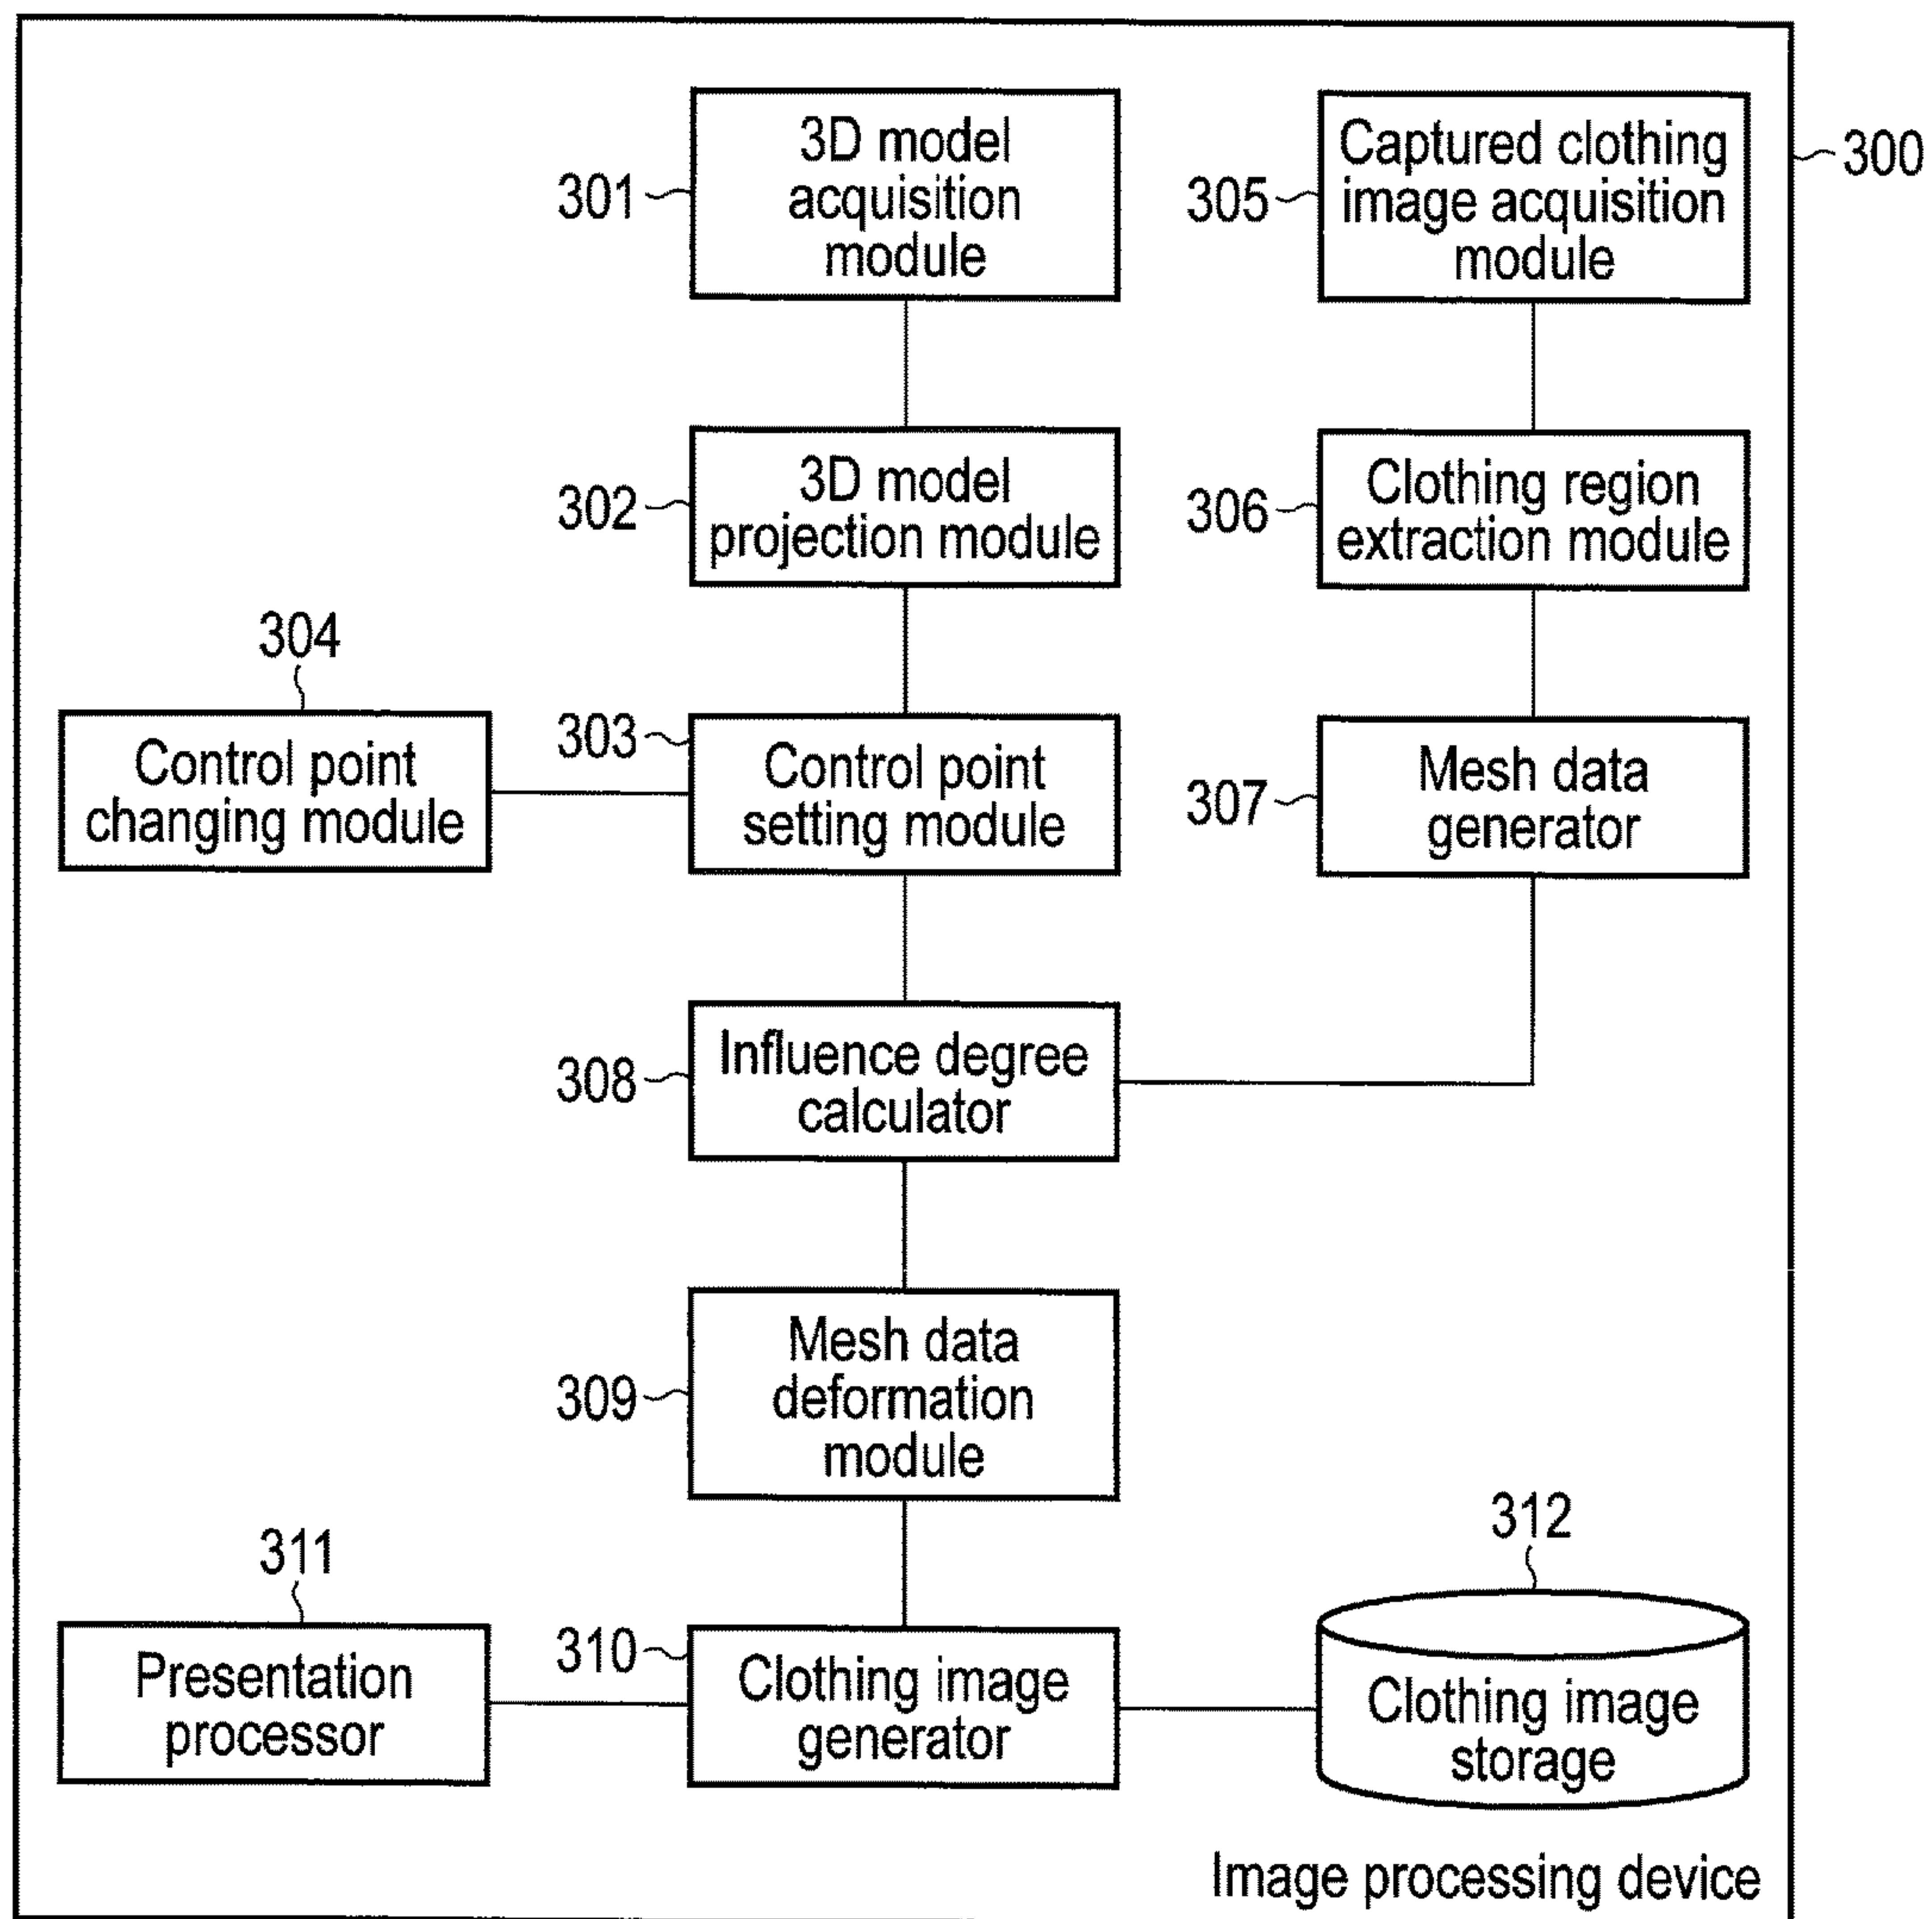 3D model
acquisition
module
301
Captured clothing
image acquisition
module
305
300
3D model
projection module
302
Clothing region
extraction module
306
304
Control point
changing module
303
Control point
setting module
307
Mesh data
generator
308
Influence degree
calculator
309
Mesh data
deformation
module
311
Presentation
processor
310
Clothing image
generator
312
Clothing image
storage
Image processing device